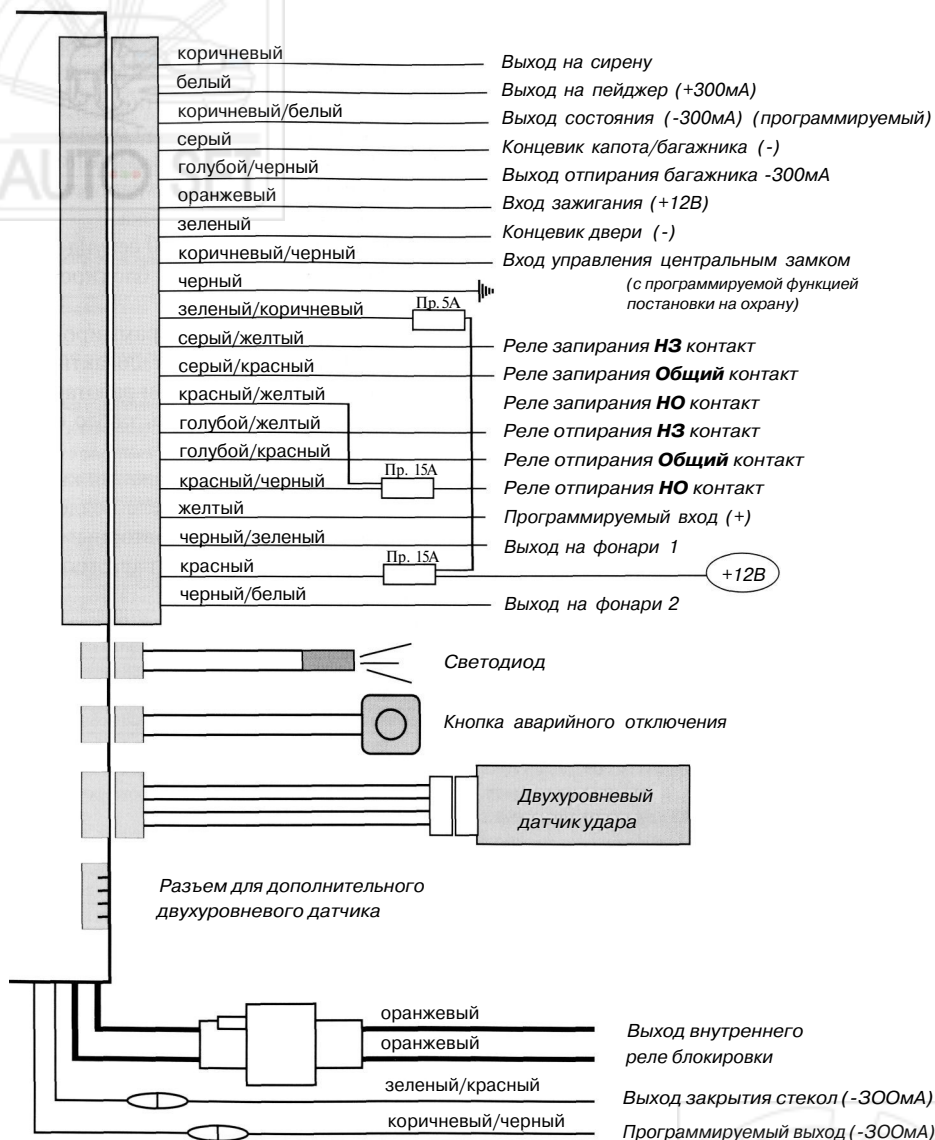 коричневый Выход на сирену
белый Выход на пейджер (+300мА)
коричневый/белый Выход состояния (-300мА) (программируемый)
серый Концевик капота/багажника (-)
голубой/черный Выход отпирания багажника -300мА
оранжевый Вход зажигания (+12В)
зеленый Концевик двери (-)
коричневый/черный Вход управления центральным замком
черный (с программируемой функцией
постановки на охрану)
зеленый/коричневый Пр.5А
серый/желтый Реле запирания НЗ контакт
серый/красный Реле запирания Общий контакт
красный/желтый Реле запирания НО контакт
голубой/желтый Реле отпирания НЗ контакт
голубой/красный Реле отпирания Общий контакт
красный/черный Пр. 15А Реле отпирания НО контакт
желтый Программируемый вход (+)
черный/зеленый Выход на фонари 1
красный Пр. 15А +12В
черный/белый Выход на фонари 2
Светодиод
Кнопка аварийного отключения
Двухуровневый
датчик удара
Разъем для дополнительного
двухуровневого датчика
оранжевый Выход внутреннего
оранжевый реле блокировки
зеленый/красный Выход закрытия стекол (-300мА)
коричневый/черный Программируемый выход (-300мА)